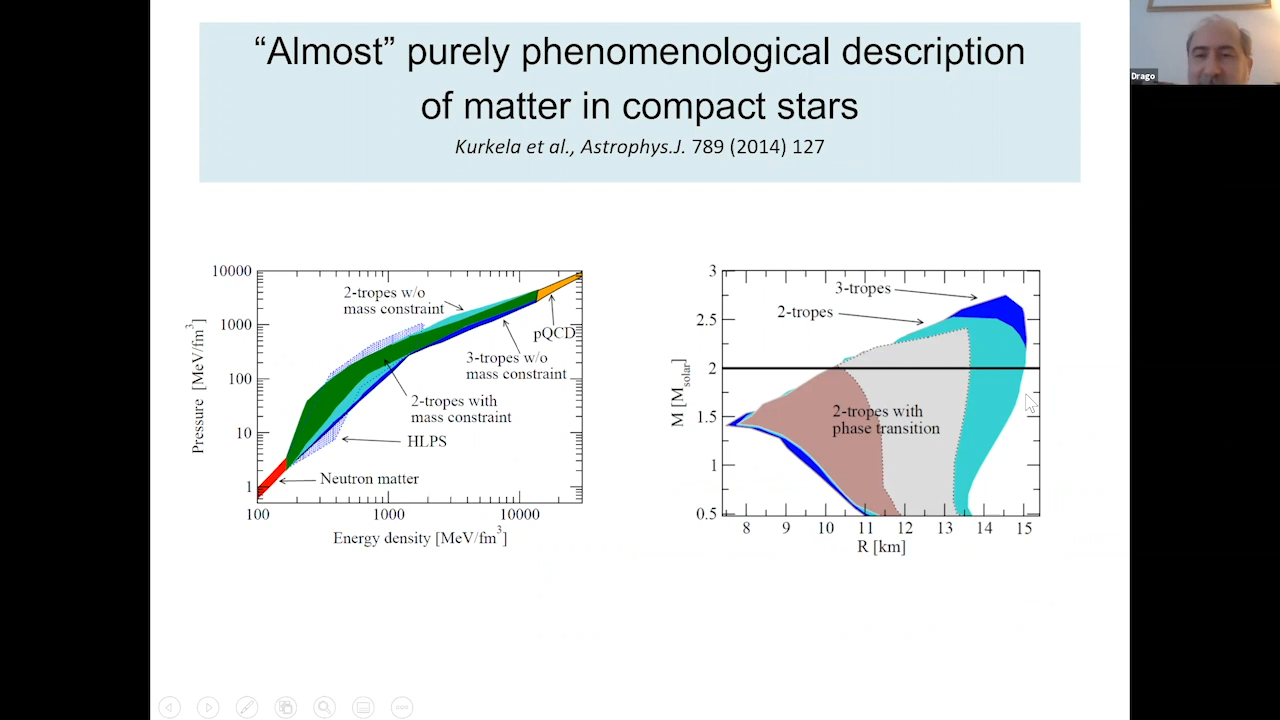 “Almost” purely phenomenological description
of matter in compact stars
Kurkela et al., Astrophys.J. 789 (2014) 127
Drago
10000
1000
100
10
1
Pressure [MeV/fm³]
2-tropes w/o
mass constraint
pQCD
3-tropes w/o
mass constraint
2-tropes with
mass constraint
HLPS
Neutron matter
100 1000 10000
Energy density [MeV/fm³]
3
2.5
2
1.5
1
0.5
M [Msolar]
3-tropes
2-tropes
2-tropes with
phase transition
8 9 10 11 12 13 14 15
R [km]